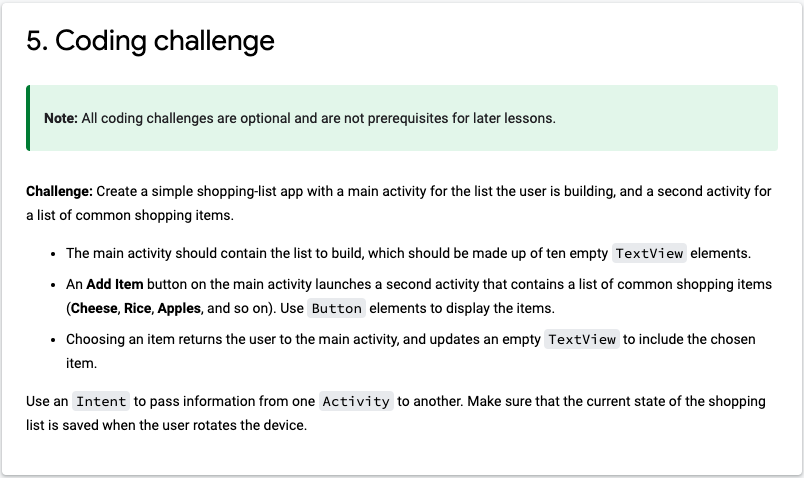 5. Coding challenge
Note: All coding challenges are optional and are not prerequisites for later lessons.
Challenge: Create a simple shopping-list app with a main activity for the list the user is building, and a second activity for
a list of common shopping items.
• The main activity should contain the list to build, which should be made up of ten empty TextView elements.
• An Add Item button on the main activity launches a second activity that contains a list of common shopping items
(Cheese, Rice, Apples, and so on). Use Button elements to display the items.
• Choosing an item returns the user to the main activity, and updates an empty TextView to include the chosen
item.
Use an Intent to pass information from one Activity to another. Make sure that the current state of the shopping
list is saved when the user rotates the device.